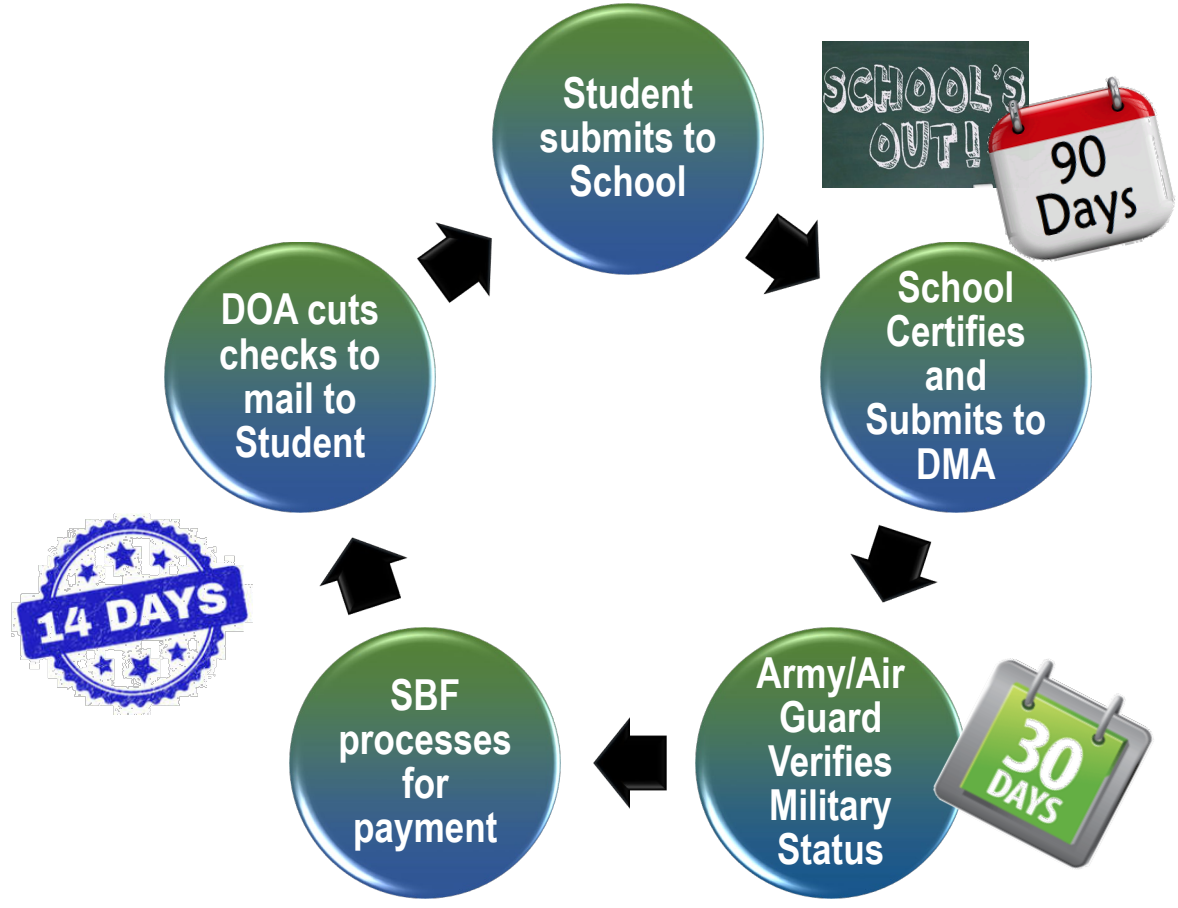 Student
submits to
School
SCHOOL'S
OUT!
90
Days
School
Certifies
and
Submits to
DMA
Army/Air
Guard
Verifies
Military
Status
30
DAYS
SBF
processes
for
payment
14 DAYS
DOA cuts
checks to
mail to
Student